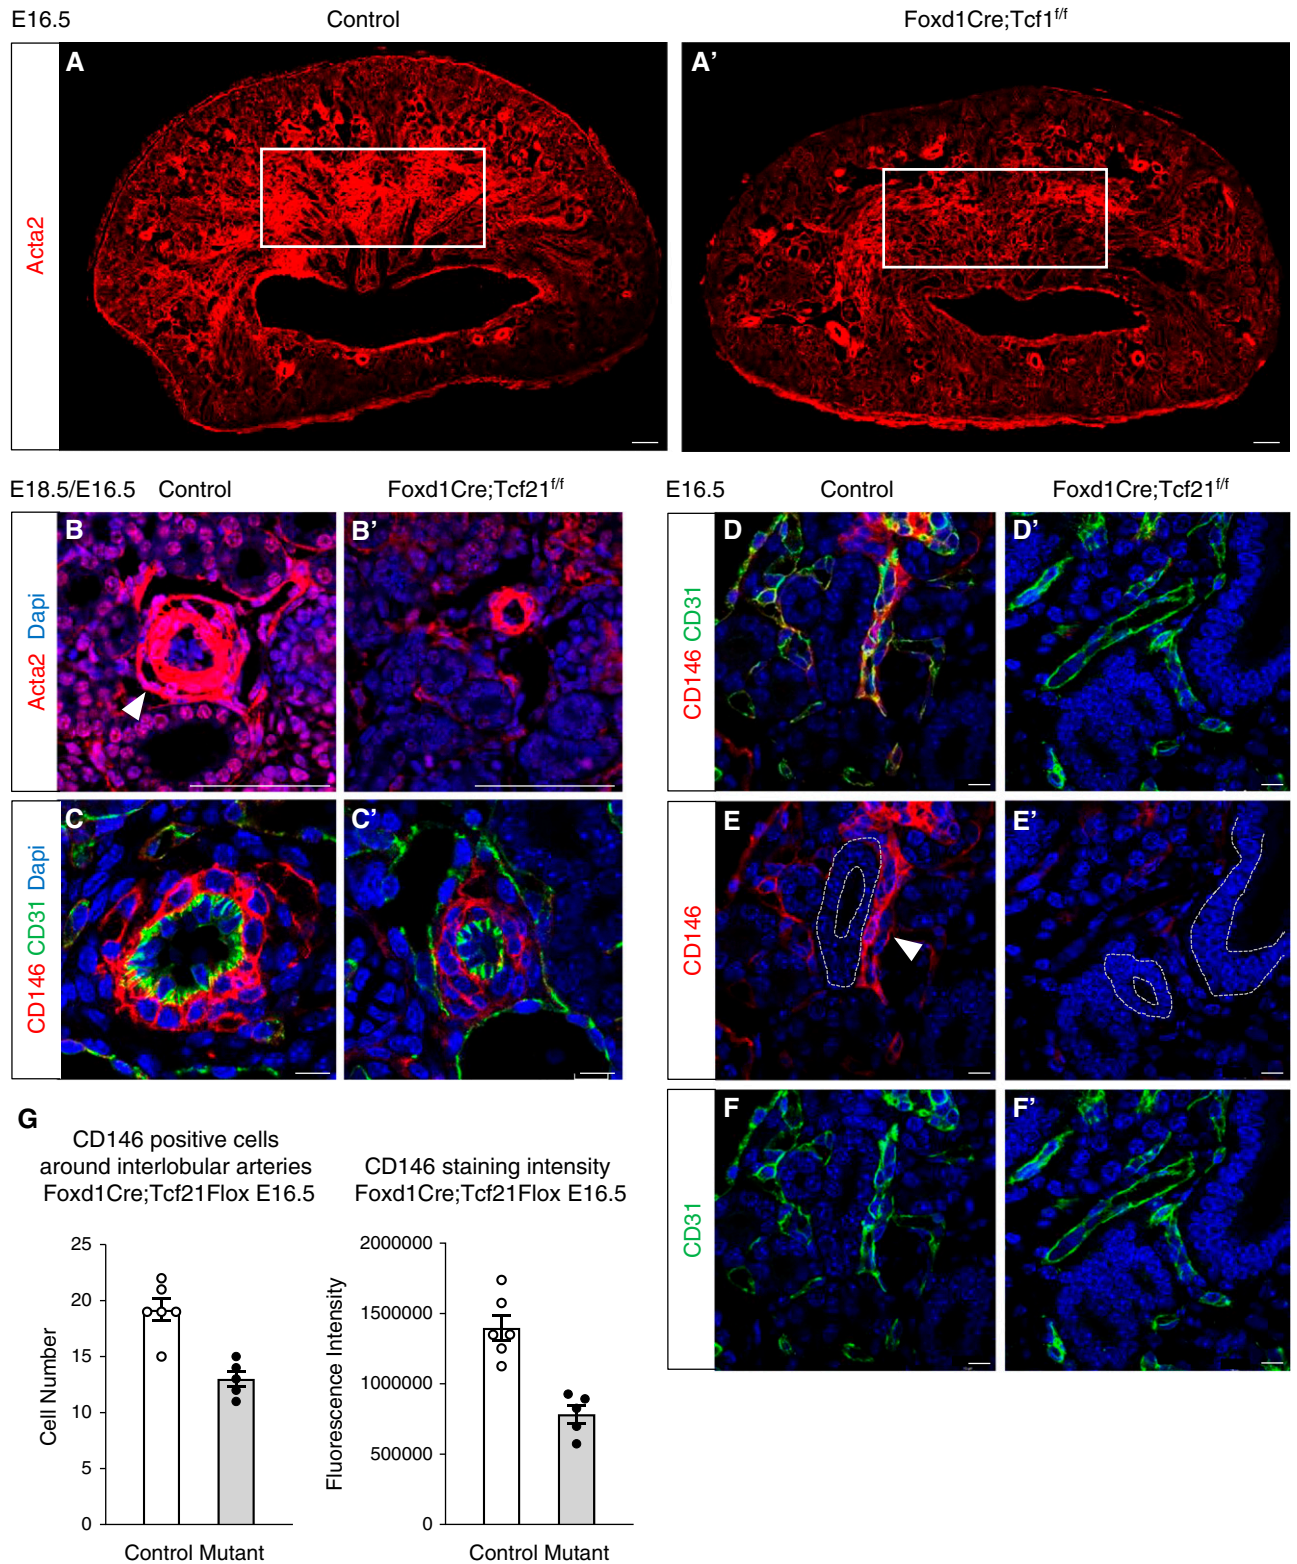 E16.5 Control Foxd1Cre;Tcf1f/f
A A’
Acta2
E18.5/E16.5 Control Foxd1Cre;Tcf21f/f
B B’
Acta2 Dapi
C C’
CD146 CD31 Dapi
E16.5 Control Foxd1Cre;Tcf21f/f
D D’
CD146 CD31
E E’
CD146
F F’
CD31
G
CD146 positive cells
around interlobular arteries
Foxd1Cre;Tcf21Flox E16.5
Cell Number
25
20
15
10
5
0
Control Mutant
CD146 staining intensity
Foxd1Cre;Tcf21Flox E16.5
Fluorescence Intensity
2000000
1500000
1000000
500000
0
Control Mutant